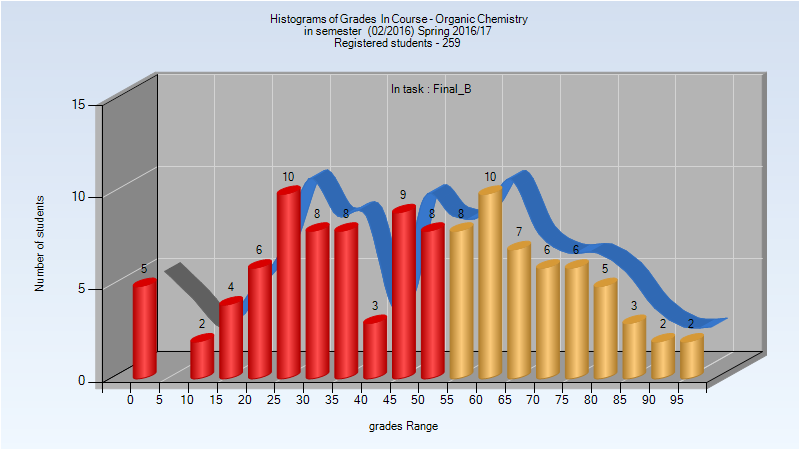 Histograms of Grades In Course - Organic Chemistry
in semester (02/2016) Spring 2016/17
Registered students - 259
In task : Final_B
15
10
5
0
Number of students
5 2 4 6 10 8 8 3 9 8 8 10 7 6 6 5 3 2 2
0 5 10 15 20 25 30 35 40 45 50 55 60 65 70 75 80 85 90 95
grades Range